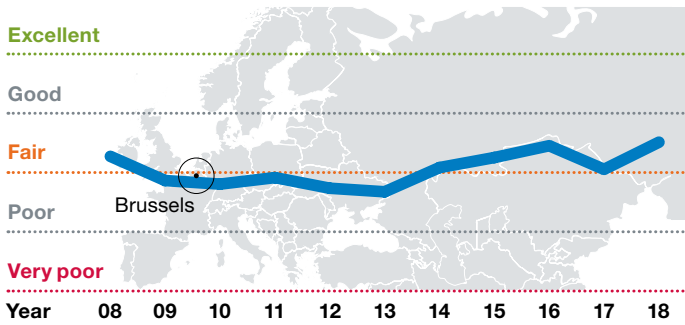 Excellent
Good
Fair
Poor
Brussels
Very poor
Year 08 09 10 11 12 13 14 15 16 17 18